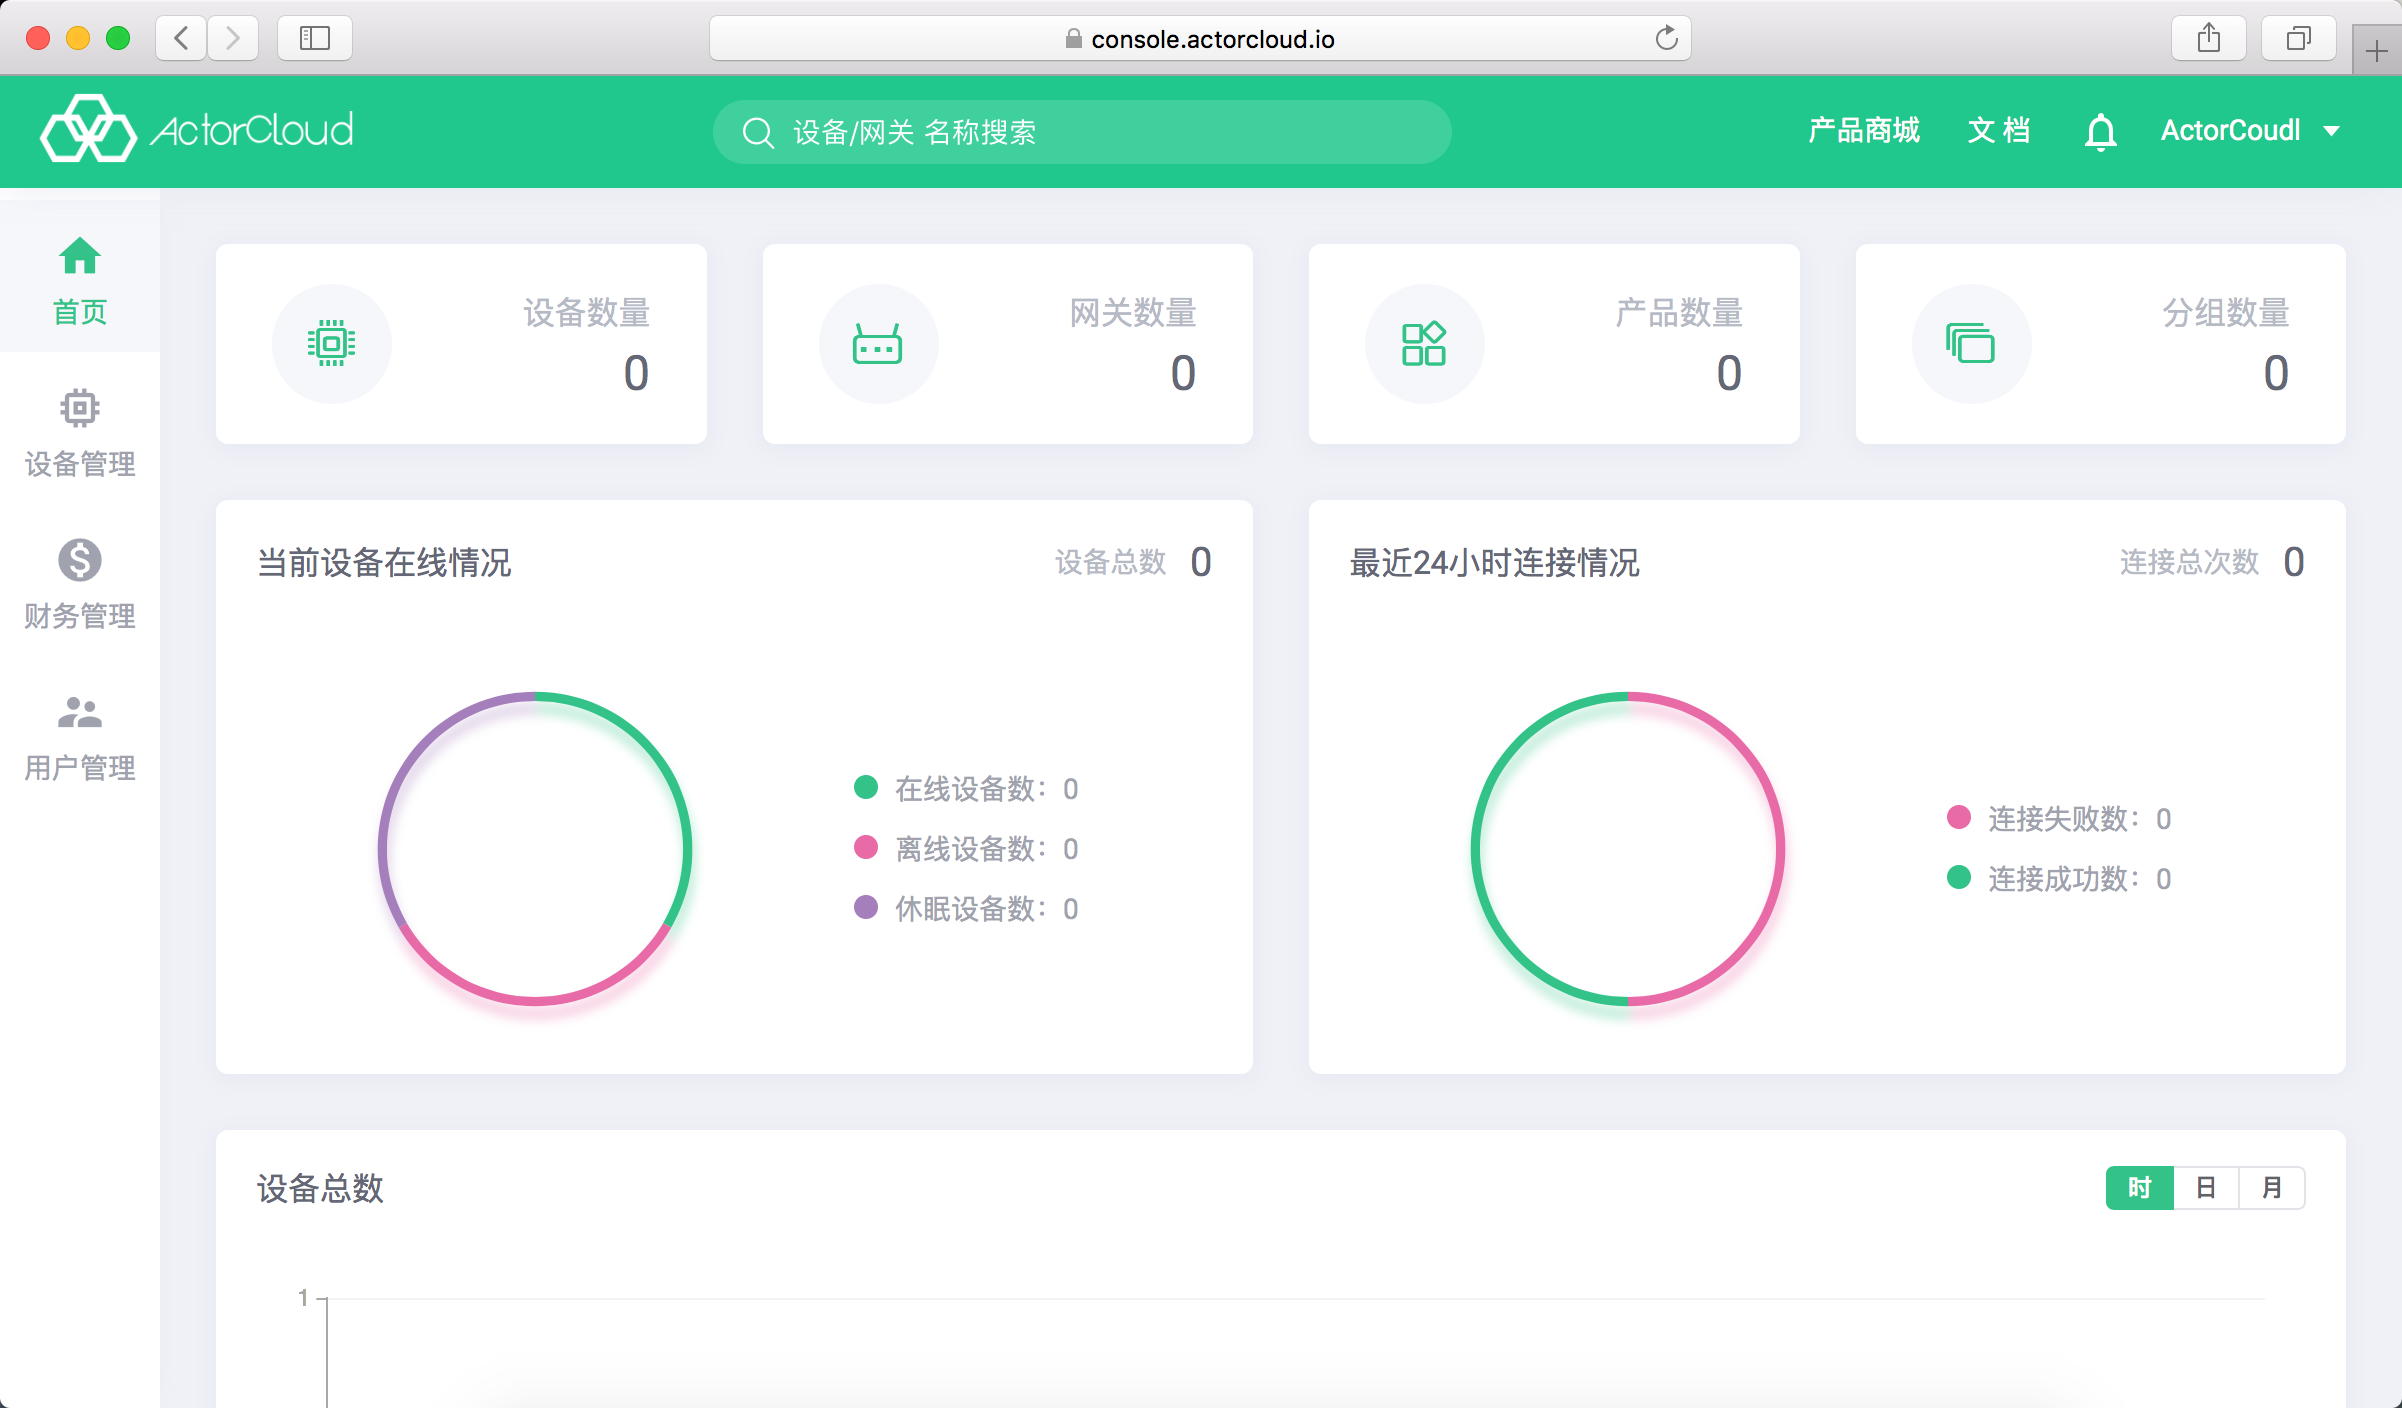 console.actorcloud.io
ActorCloud
设备/网关 名称搜索
产品商城
文 档
ActorCoudl
首页
设备管理
财务管理
用户管理
设备数量
0
网关数量
0
产品数量
0
分组数量
0
当前设备在线情况
设备总数 0
在线设备数：0
离线设备数：0
休眠设备数：0
最近24小时连接情况
连接总次数 0
连接失败数：0
连接成功数：0
设备总数
时 日 月
1